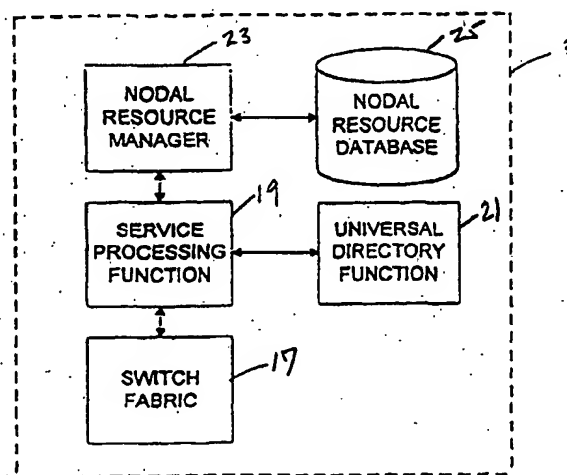 23
25
NODAL
RESOURCE
MANAGER
NODAL
RESOURCE
DATABASE
19
21
SERVICE
PROCESSING
FUNCTION
UNIVERSAL
DIRECTORY
FUNCTION
17
SWITCH
FABRIC